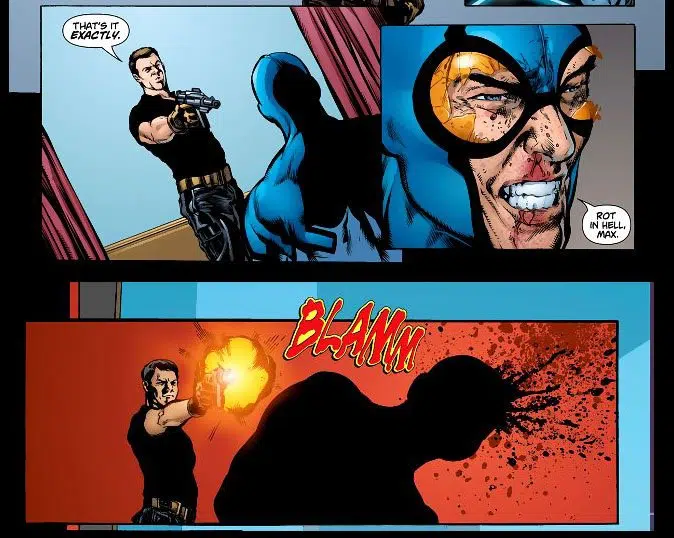 THAT'S IT
EXACTLY.
ROT
IN HELL,
MAX.
BLAMM